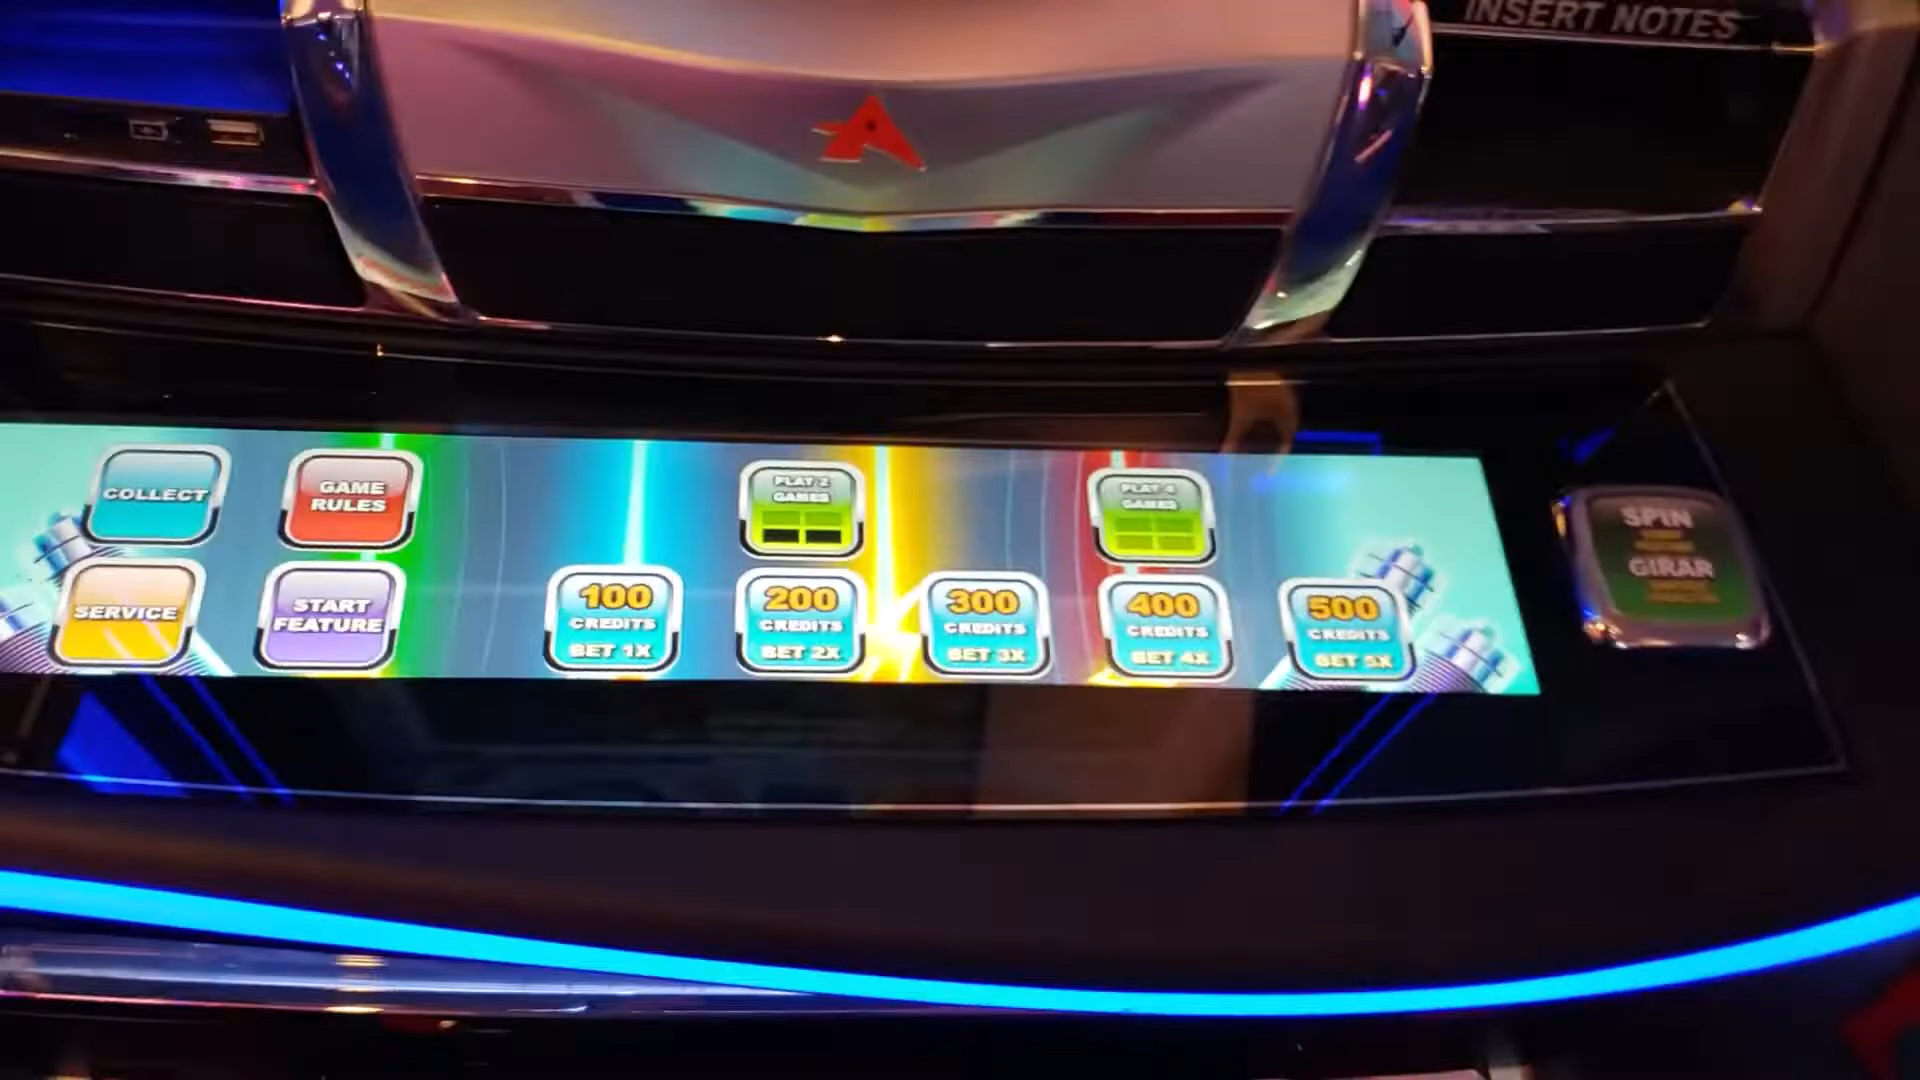 INSERT NOTES
COLLECT
GAME
RULES
PLAY 2
GAMES
PLAY 4
GAMES
SERVICE
START
FEATURE
100
CREDITS
BET 1X
200
CREDITS
BET 2X
300
CREDITS
BET 3X
400
CREDITS
BET 4X
500
CREDITS
BET 5X
SPIN
GIRAR